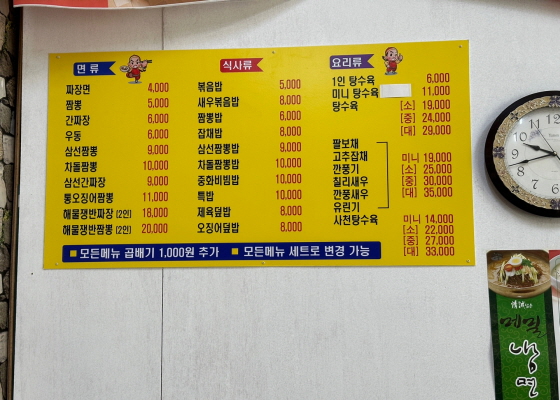 면 류
짜장면 4,000
짬뽕 5,000
간짜장 6,000
우동 6,000
삼선짬뽕 9,000
차돌짬뽕 10,000
삼선간짜장 9,000
통오징어짬뽕 11,000
해물쟁반짜장 (2인) 18,000
해물쟁반짬뽕 (2인) 20,000
식사류
볶음밥 5,000
새우볶음밥 8,000
짬뽕밥 6,000
잡채밥 8,000
삼선짬뽕밥 9,000
차돌짬뽕밥 10,000
중화비빔밥 10,000
특밥 10,000
제육덮밥 8,000
오징어덮밥 8,000
요리류
1인 탕수육 6,000
미니 탕수육 11,000
탕수육 [소] 19,000
[중] 24,000
[대] 29,000
팔보채
고추잡채 미니 19,000
깐풍기 [소] 25,000
칠리새우 [중] 30,000
깐풍새우 [대] 35,000
유린기
사천탕수육 미니 14,000
[소] 22,000
[중] 27,000
[대] 33,000
모든메뉴 곱배기 1,000원 추가 모든메뉴 세트로 변경 가능
메밀
냉면